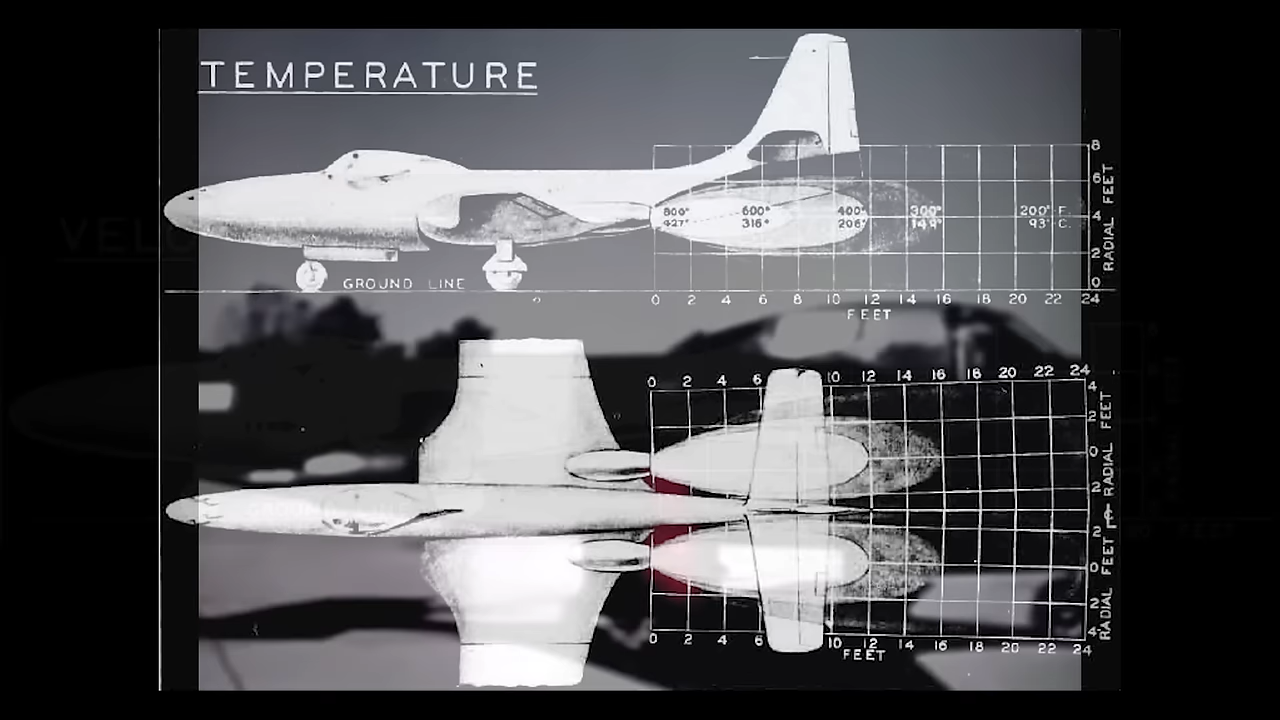 TEMPERATURE
8
6
4
2
0
RADIAL FEET
800° 600° 400° 300° 200° F.
427° 316° 206° 149° 93° C.
GROUND LINE
0 2 4 6 8 10 12 14 16 18 20 22 24
FEET
0 2 4 6 10 12 14 16 18 20 22 24
4
2
0
2
2
0
2
4
RADIAL FEET
RADIAL FEET
0 2 4 6 10 12 14 16 18 20 22 24
FEET
VELO